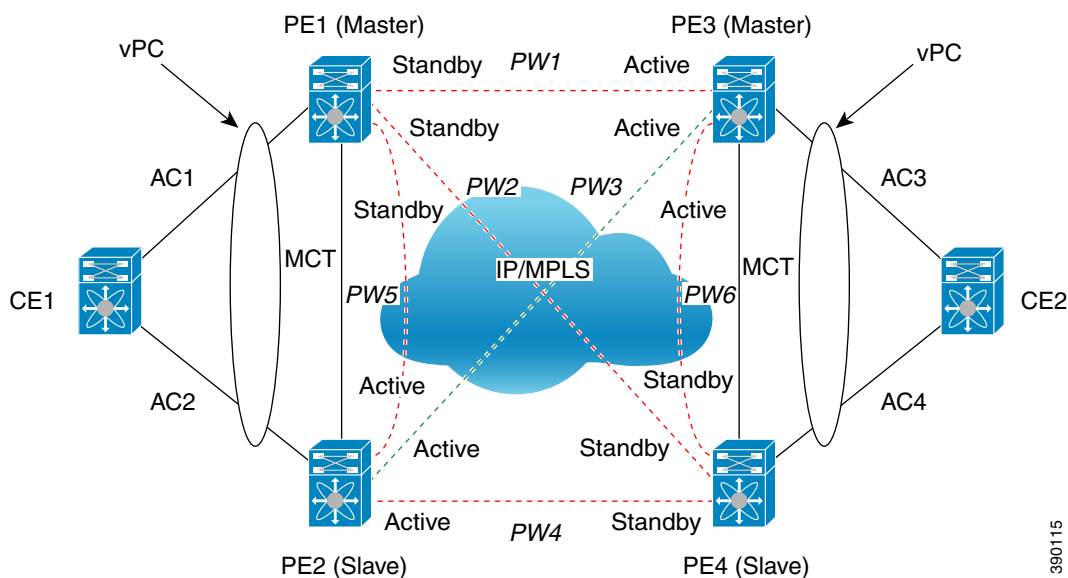 PE1 (Master)
PE3 (Master)
vPC
vPC
Standby
PW1
Active
Standby
Active
AC1
AC3
PW2
PW3
Standby
Active
MCT
IP/MPLS
MCT
CE1
PW5
PW6
CE2
Active
Standby
AC2
AC4
Active
Standby
Active
PW4
Standby
PE2 (Slave)
PE4 (Slave)
390115